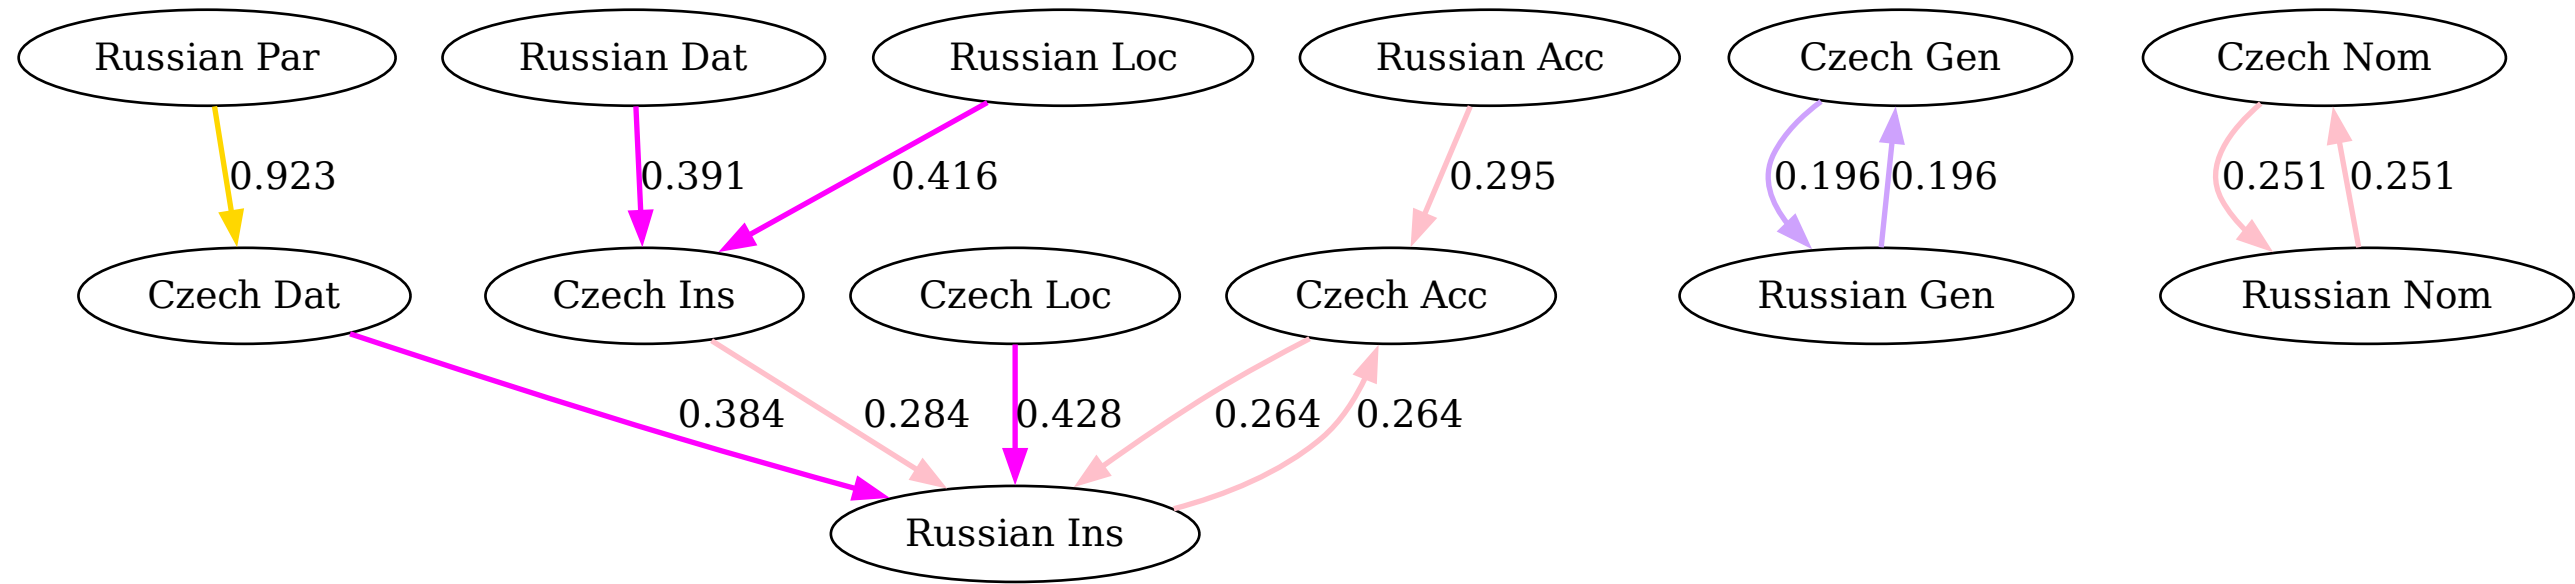 Russian Par
Russian Dat
Russian Loc
Russian Acc
Czech Gen
Czech Nom
0.923
0.391
0.416
0.295
0.196
0.196
0.251
0.251
Czech Dat
Czech Ins
Czech Loc
Czech Acc
Russian Gen
Russian Nom
0.384
0.284
0.428
0.264
0.264
Russian Ins